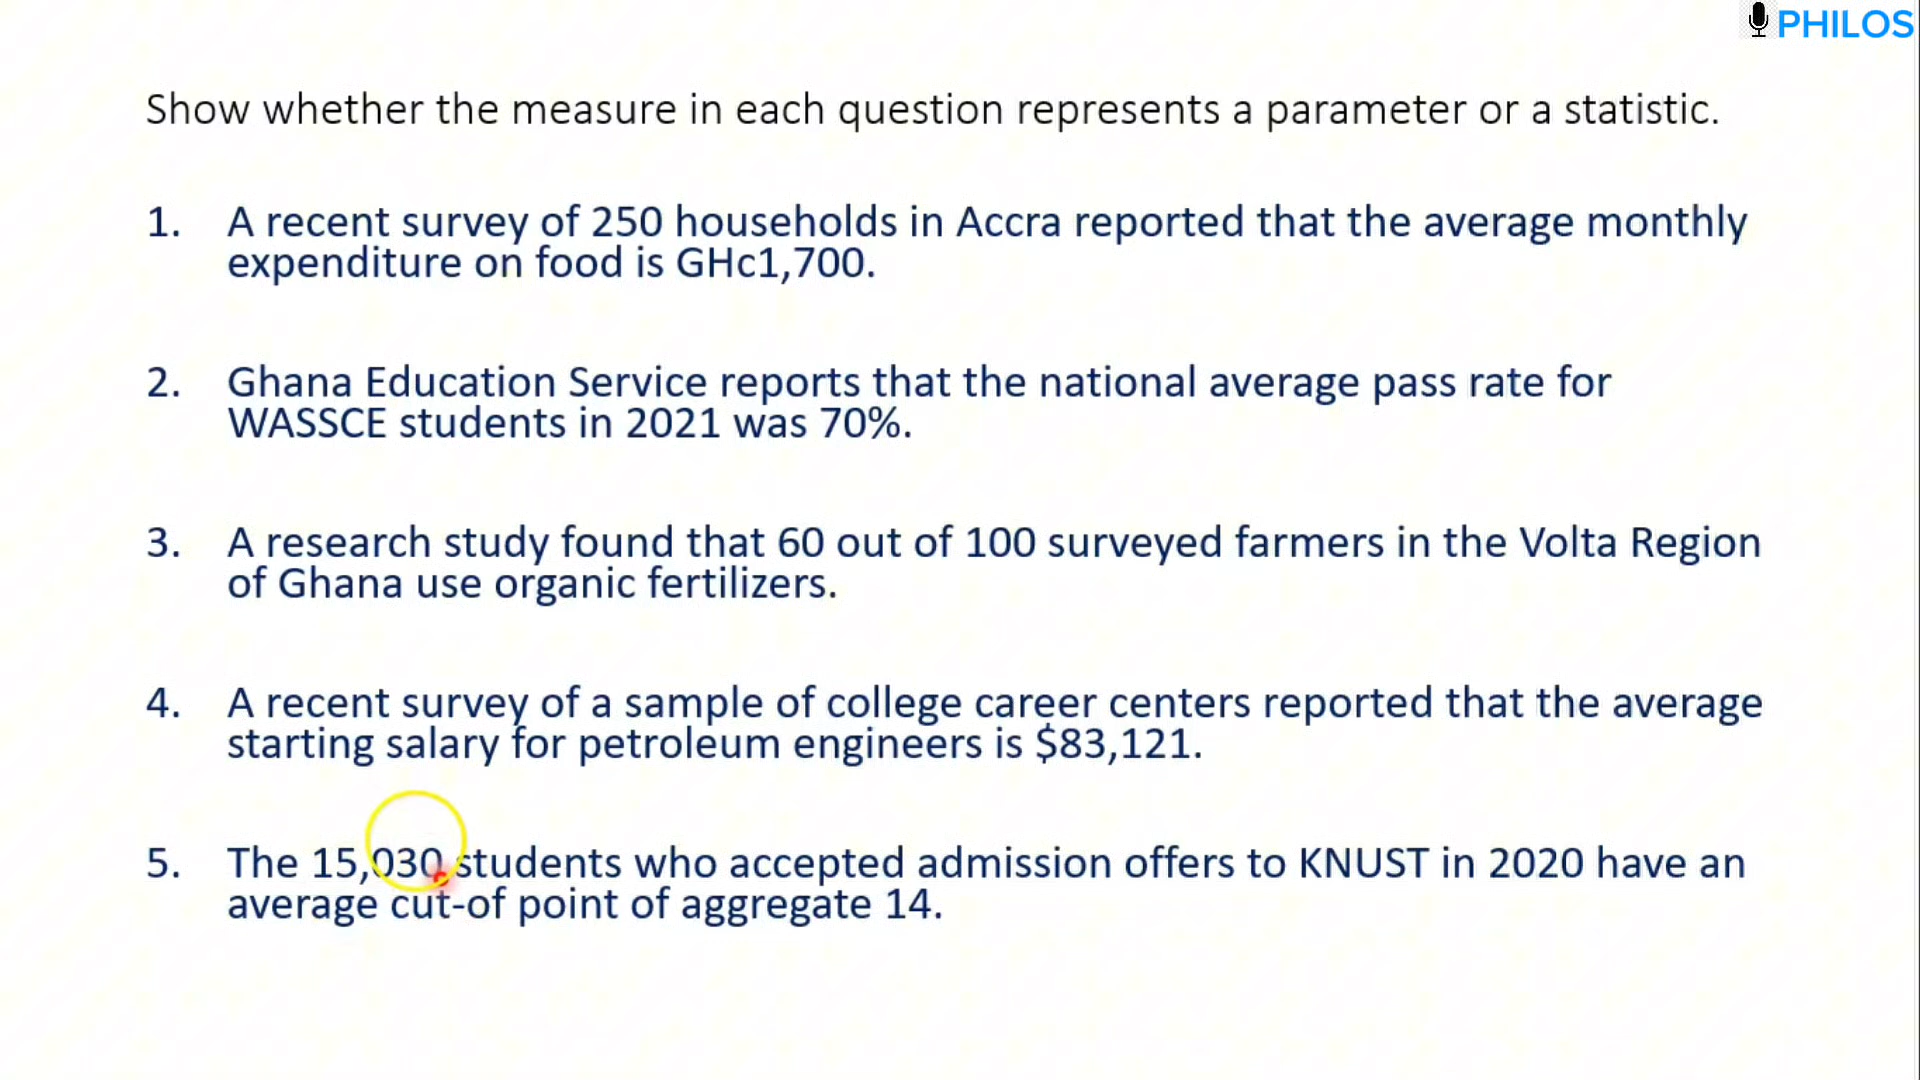 PHILOS
Show whether the measure in each question represents a parameter or a statistic.
1. A recent survey of 250 households in Accra reported that the average monthly
expenditure on food is GHc1,700.
2. Ghana Education Service reports that the national average pass rate for
WASSCE students in 2021 was 70%.
3. A research study found that 60 out of 100 surveyed farmers in the Volta Region
of Ghana use organic fertilizers.
4. A recent survey of a sample of college career centers reported that the average
starting salary for petroleum engineers is $83,121.
5. The 15,030 students who accepted admission offers to KNUST in 2020 have an
average cut-of point of aggregate 14.